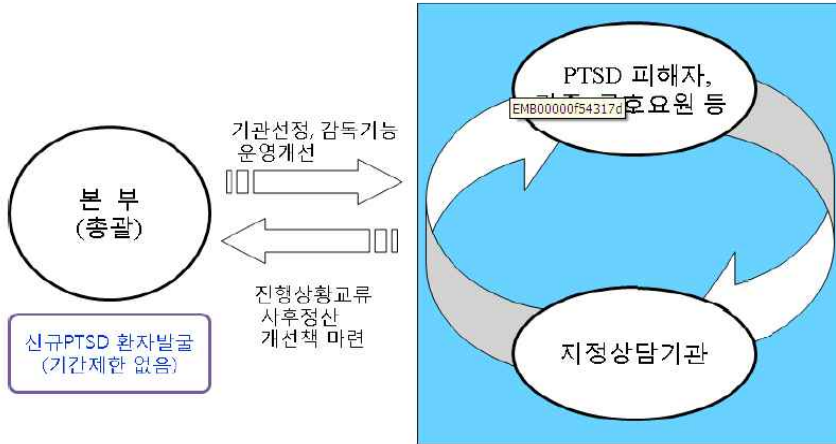 본 부
(총괄)
신규PTSD 환자발굴
(기간제한 없음)
기관선정, 감독기능
운영개선
진행상황교류
사후정산
개선책 마련
PTSD 피해자,
EMB00000f54317d 요원 등
지정상담기관